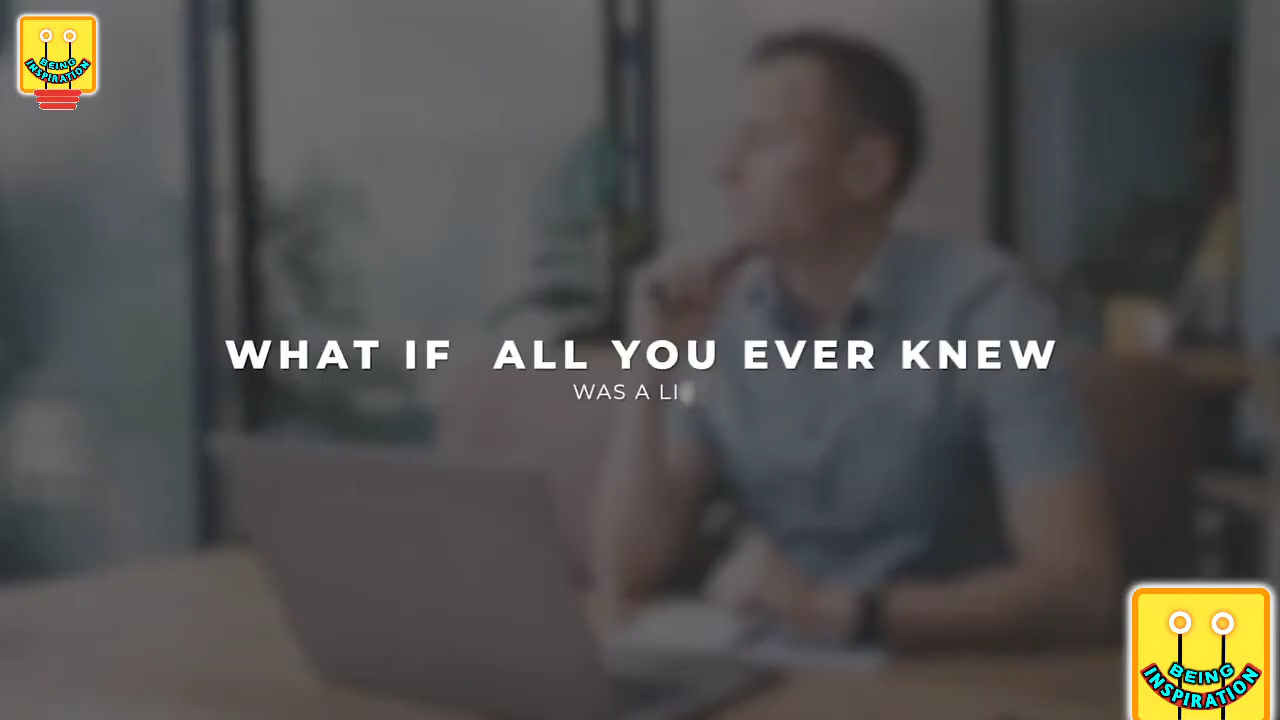 BEING
INSPIRATION
WHAT IF ALL YOU EVER KNEW
WAS A LI
BEING
INSPIRATION